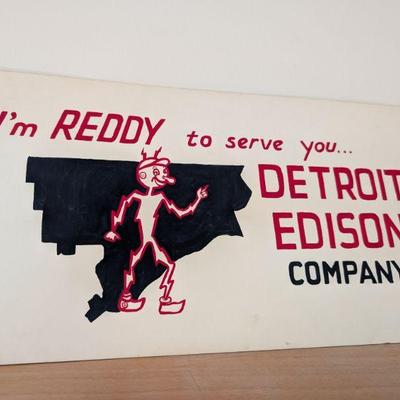 I'm REDDY to serve you...
DETROIT
EDISON
COMPANY